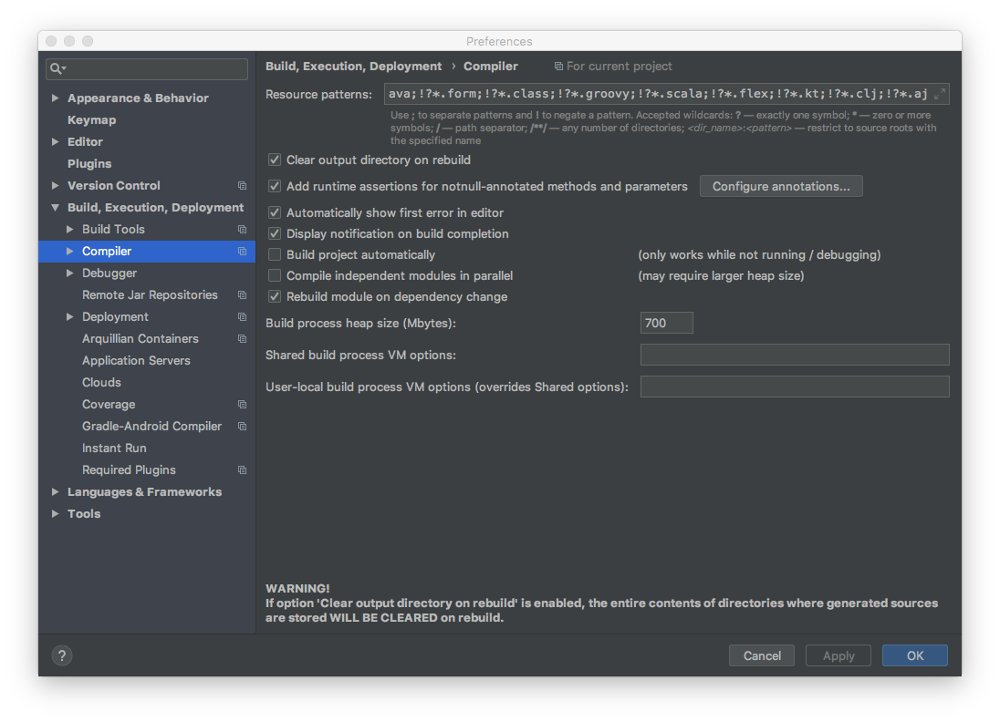 Preferences
Appearance & Behavior
Keymap
Editor
Plugins
Version Control
Build, Execution, Deployment
Build Tools
Compiler
Debugger
Remote Jar Repositories
Deployment
Arquillian Containers
Application Servers
Clouds
Coverage
Gradle-Android Compiler
Instant Run
Required Plugins
Languages & Frameworks
Tools
Build, Execution, Deployment › Compiler For current project
Resource patterns: ava;!?*.form;!?*.class;!?*.groovy;!?*.scala;!?*.flex;!?*.kt;!?*.clj;!?*.aj
Use ; to separate patterns and ! to negate a pattern. Accepted wildcards: ? — exactly one symbol; * — zero or more
symbols; / — path separator; /**/ — any number of directories; <dir_name>:<pattern> — restrict to source roots with
the specified name
Clear output directory on rebuild
Add runtime assertions for notnull-annotated methods and parameters Configure annotations...
Automatically show first error in editor
Display notification on build completion
Build project automatically (only works while not running / debugging)
Compile independent modules in parallel (may require larger heap size)
Rebuild module on dependency change
Build process heap size (Mbytes): 700
Shared build process VM options:
User-local build process VM options (overrides Shared options):
WARNING!
If option 'Clear output directory on rebuild' is enabled, the entire contents of directories where generated sources
are stored WILL BE CLEARED on rebuild.
? Cancel Apply OK